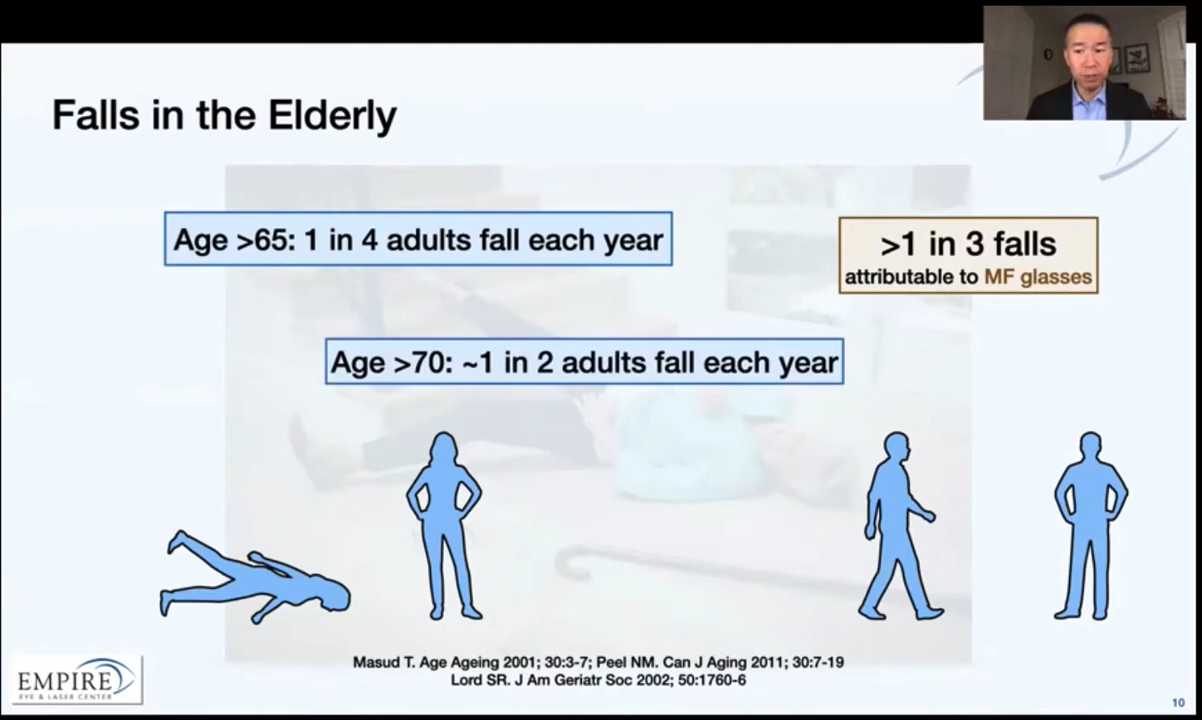 Falls in the Elderly
Age >65: 1 in 4 adults fall each year
>1 in 3 falls
attributable to MF glasses
Age >70: ~1 in 2 adults fall each year
Masud T. Age Ageing 2001; 30:3-7; Peel NM. Can J Aging 2011; 30:7-19
Lord SR. J Am Geriatr Soc 2002; 50:1760-6
EMPIRE
EYE & LASER CENTER
10